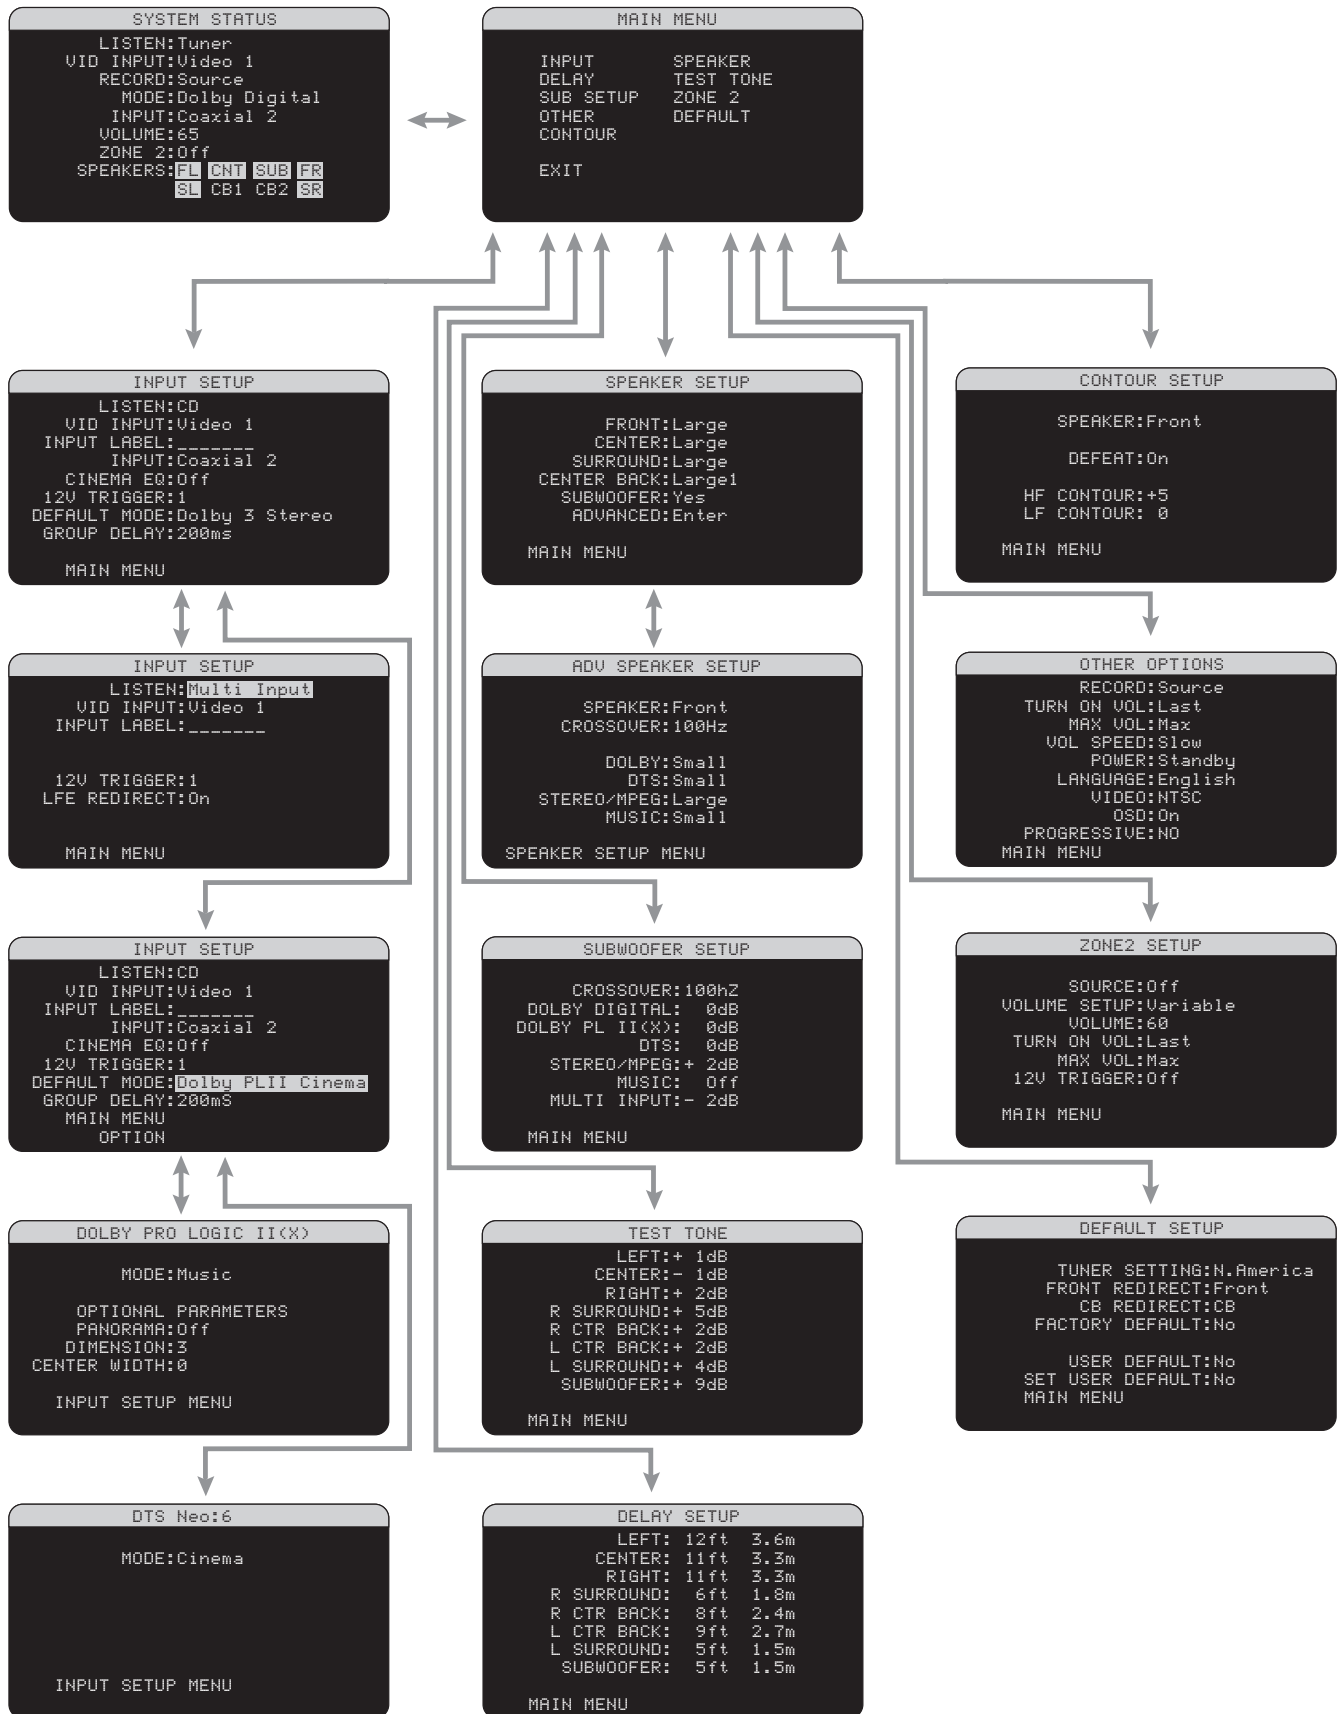 SYSTEM STATUS
LISTEN:Tuner
VID INPUT:Video 1
RECORD:Source
MODE:Dolby Digital
INPUT:Coaxial 2
VOLUME:65
ZONE 2:Off
SPEAKERS:FL CNT SUB FR
SL CB1 CB2 SR
MAIN MENU
INPUT SPEAKER
DELAY TEST TONE
SUB SETUP ZONE 2
OTHER DEFAULT
CONTOUR
EXIT
INPUT SETUP
LISTEN:CD
VID INPUT:Video 1
INPUT LABEL:_______
INPUT:Coaxial 2
CINEMA EQ:Off
12V TRIGGER:1
DEFAULT MODE:Dolby 3 Stereo
GROUP DELAY:200ms
MAIN MENU
SPEAKER SETUP
FRONT:Large
CENTER:Large
SURROUND:Large
CENTER BACK:Large1
SUBWOOFER:Yes
ADVANCED:Enter
MAIN MENU
CONTOUR SETUP
SPEAKER:Front
DEFEAT:On
HF CONTOUR:+5
LF CONTOUR: 0
MAIN MENU
INPUT SETUP
LISTEN:Multi Input
VID INPUT:Video 1
INPUT LABEL:_______
12V TRIGGER:1
LFE REDIRECT:On
MAIN MENU
ADV SPEAKER SETUP
SPEAKER:Front
CROSSOVER:100Hz
DOLBY:Small
DTS:Small
STEREO/MPEG:Large
MUSIC:Small
SPEAKER SETUP MENU
OTHER OPTIONS
RECORD:Source
TURN ON VOL:Last
MAX VOL:Max
VOL SPEED:Slow
POWER:Standby
LANGUAGE:English
VIDEO:NTSC
OSD:On
PROGRESSIVE:NO
MAIN MENU
INPUT SETUP
LISTEN:CD
VID INPUT:Video 1
INPUT LABEL:_______
INPUT:Coaxial 2
CINEMA EQ:Off
12V TRIGGER:1
DEFAULT MODE:Dolby PLII Cinema
GROUP DELAY:200mS
MAIN MENU
OPTION
SUBWOOFER SETUP
CROSSOVER:100hZ
DOLBY DIGITAL: 0dB
DOLBY PL II(X): 0dB
DTS: 0dB
STEREO/MPEG:+ 2dB
MUSIC: Off
MULTI INPUT:- 2dB
MAIN MENU
ZONE2 SETUP
SOURCE:Off
VOLUME SETUP:Variable
VOLUME:60
TURN ON VOL:Last
MAX VOL:Max
12V TRIGGER:Off
MAIN MENU
DOLBY PRO LOGIC II(X)
MODE:Music
OPTIONAL PARAMETERS
PANORAMA:Off
DIMENSION:3
CENTER WIDTH:0
INPUT SETUP MENU
TEST TONE
LEFT:+ 1dB
CENTER:- 1dB
RIGHT:+ 2dB
R SURROUND:+ 5dB
R CTR BACK:+ 2dB
L CTR BACK:+ 2dB
L SURROUND:+ 4dB
SUBWOOFER:+ 9dB
MAIN MENU
DEFAULT SETUP
TUNER SETTING:N.America
FRONT REDIRECT:Front
CB REDIRECT:CB
FACTORY DEFAULT:No
USER DEFAULT:No
SET USER DEFAULT:No
MAIN MENU
DTS Neo:6
MODE:Cinema
INPUT SETUP MENU
DELAY SETUP
LEFT: 12ft 3.6m
CENTER: 11ft 3.3m
RIGHT: 11ft 3.3m
R SURROUND: 6ft 1.8m
R CTR BACK: 8ft 2.4m
L CTR BACK: 9ft 2.7m
L SURROUND: 5ft 1.5m
SUBWOOFER: 5ft 1.5m
MAIN MENU